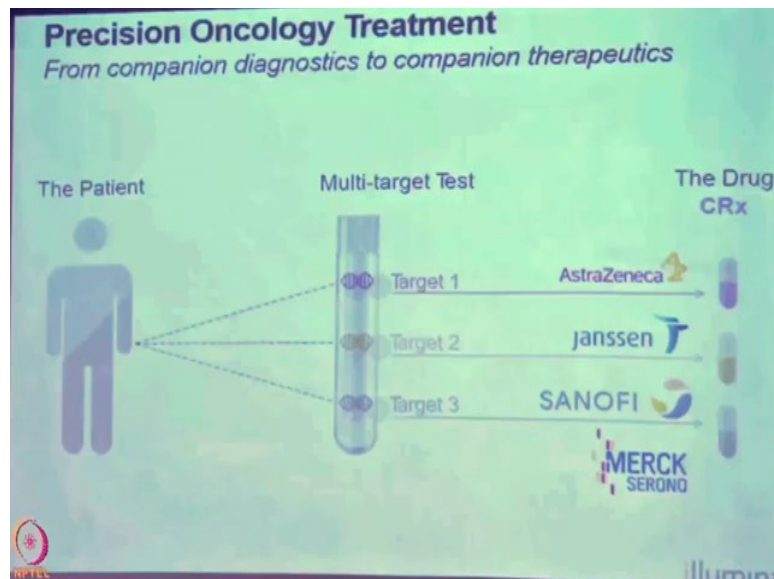 Precision Oncology Treatment
From companion diagnostics to companion therapeutics
The Patient
Multi-target Test
The Drug
CRx
Target 1
AstraZeneca
Target 2
janssen
Target 3
SANOFI
MERCK
SERONO
NPTEL
illumin